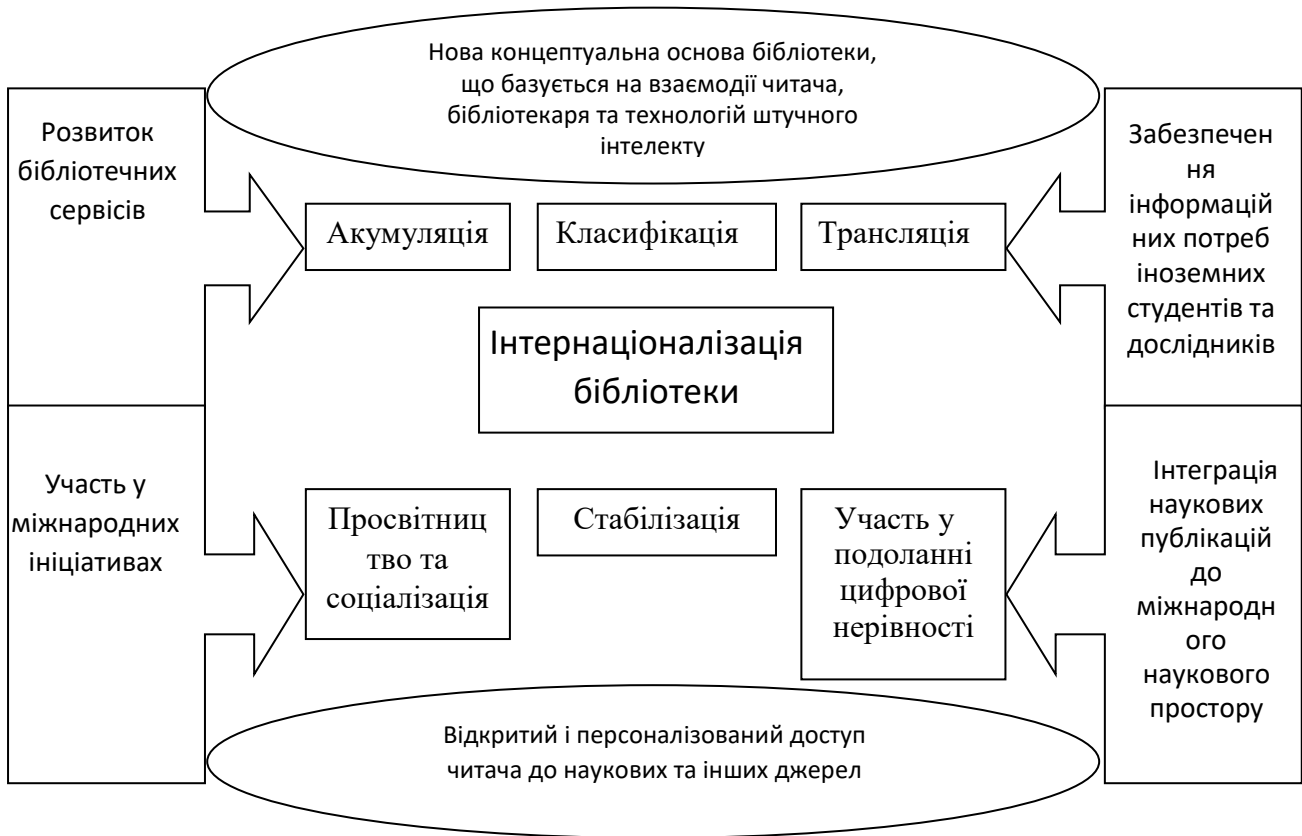 Нова концептуальна основа бібліотеки,
що базується на взаємодії читача,
бібліотекаря та технологій штучного
інтелекту
Розвиток
бібліотечних
сервісів
Акумуляція
Класифікація
Трансляція
Забезпечен
ня
інформацій
них потреб
іноземних
студентів та
дослідників
Інтернаціоналізація
бібліотеки
Участь у
міжнародних
ініціативах
Просвітниц
тво та
соціалізація
Стабілізація
Участь у
подоланні
цифрової
нерівності
Інтеграція
наукових
публікацій
до
міжнародн
ого
наукового
простору
Відкритий і персоналізований доступ
читача до наукових та інших джерел